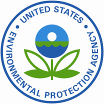 UNITED STATES
ENVIRONMENTAL PROTECTION AGENCY